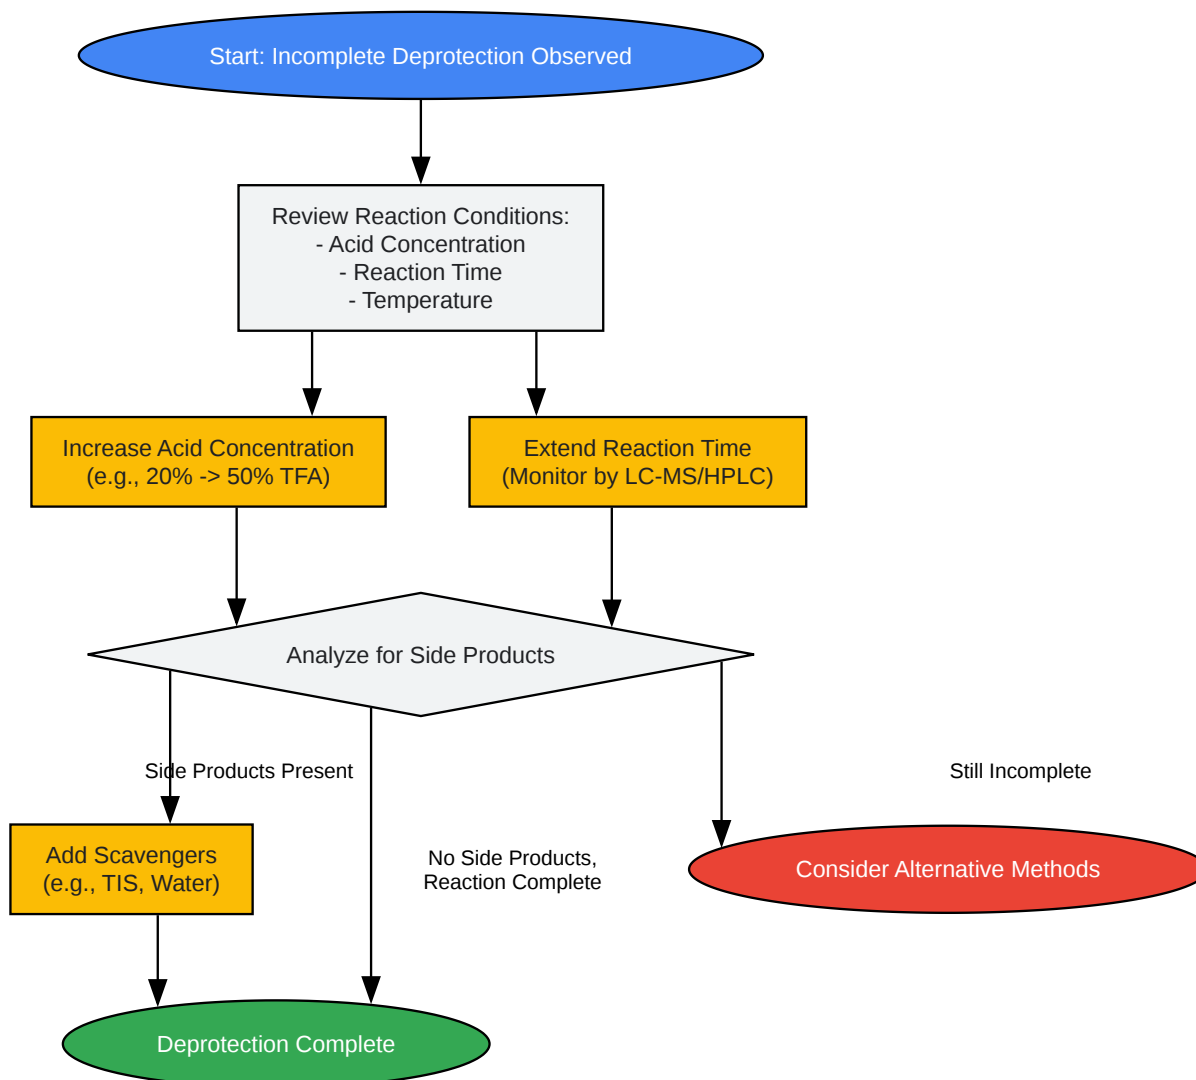 Start: Incomplete Deprotection Observed
Review Reaction Conditions:
- Acid Concentration
- Reaction Time
- Temperature
Increase Acid Concentration
(e.g., 20% -> 50% TFA)
Extend Reaction Time
(Monitor by LC-MS/HPLC)
Analyze for Side Products
Side Products Present
Still Incomplete
Add Scavengers
(e.g., TIS, Water)
No Side Products,
Reaction Complete
Consider Alternative Methods
Deprotection Complete